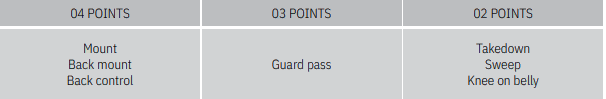 04 POINTS
03 POINTS
02 POINTS
Mount
Back mount
Back control
Guard pass
Takedown
Sweep
Knee on belly